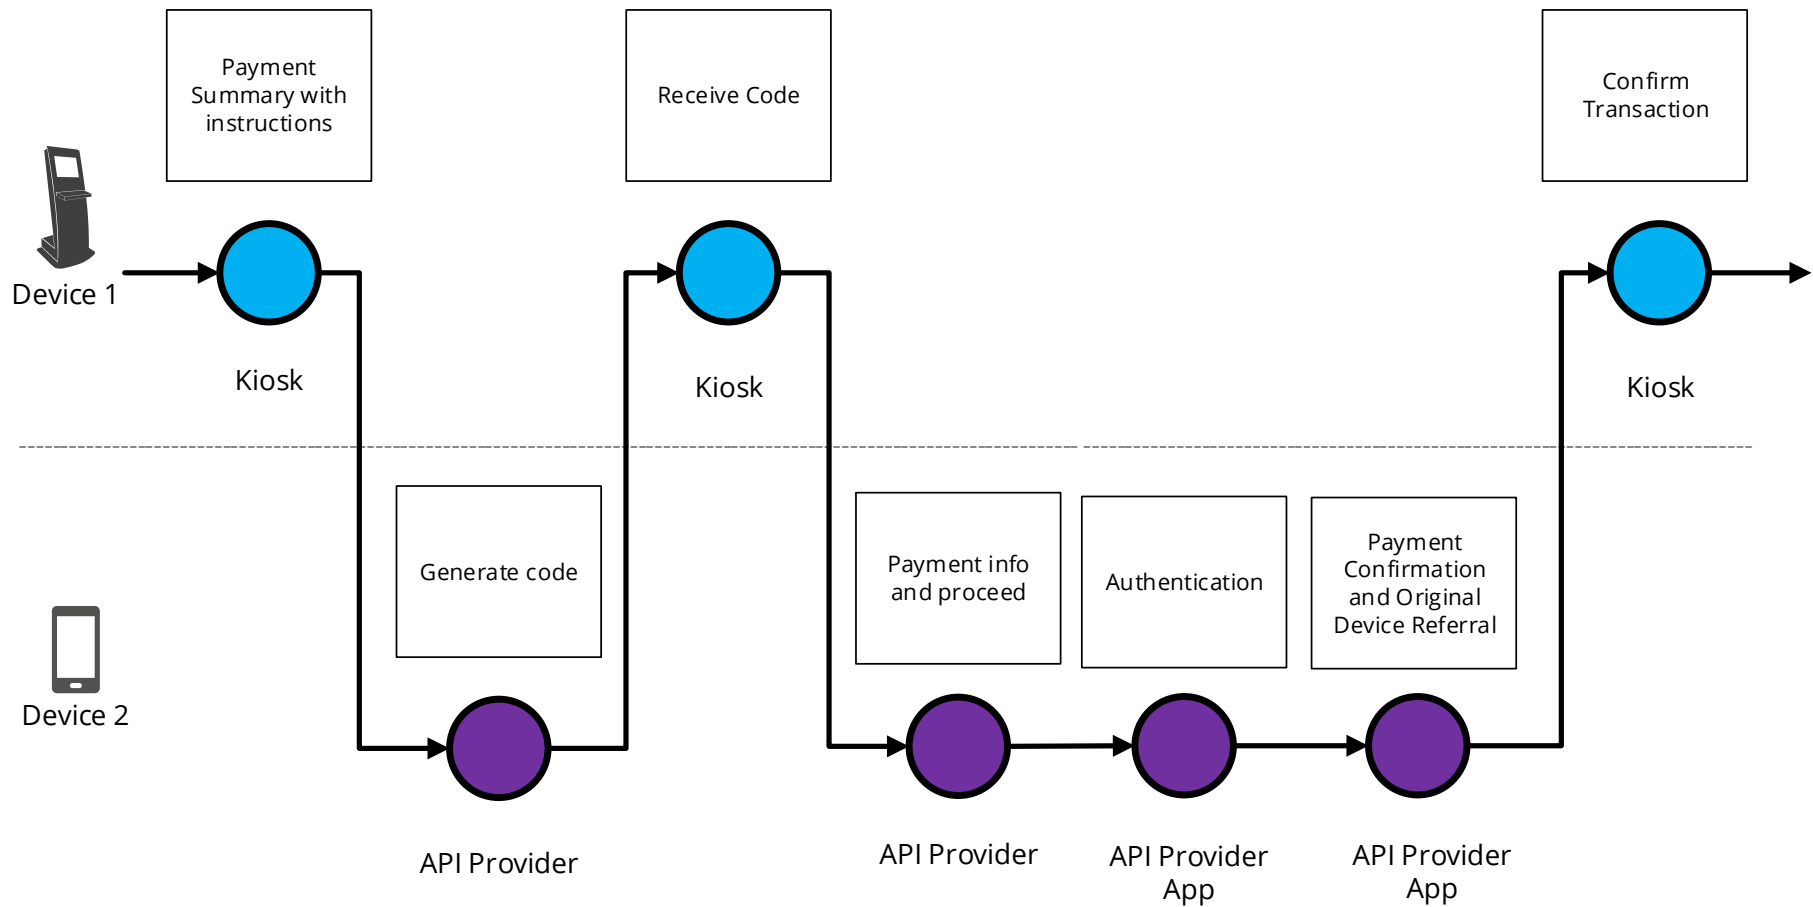 Payment
Summary with
instructions
Receive Code
Confirm
Transaction
Device 1
Kiosk
Kiosk
Kiosk
Generate code
Payment info
and proceed
Authentication
Payment
Confirmation
and Original
Device Referral
Device 2
API Provider
API Provider
API Provider
App
API Provider
App